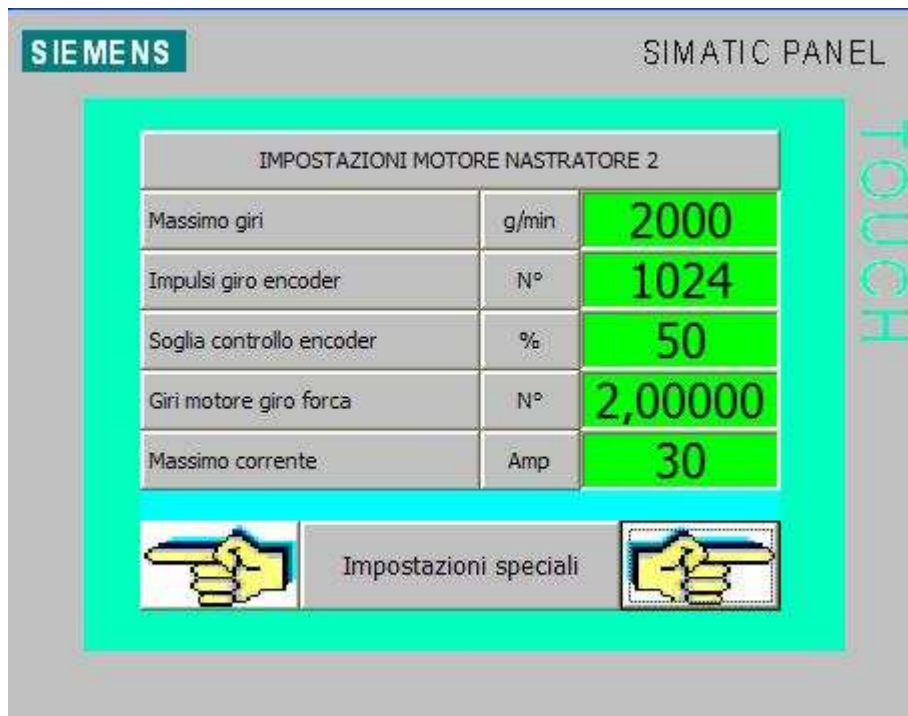 SIEMENS
SIMATIC PANEL
TOUCH
IMPOSTAZIONI MOTORE NASTRATORE 2
Massimo giri g/min 2000
Impulsi giro encoder N° 1024
Soglia controllo encoder % 50
Giri motore giro forca N° 2,00000
Massimo corrente Amp 30
Impostazioni speciali